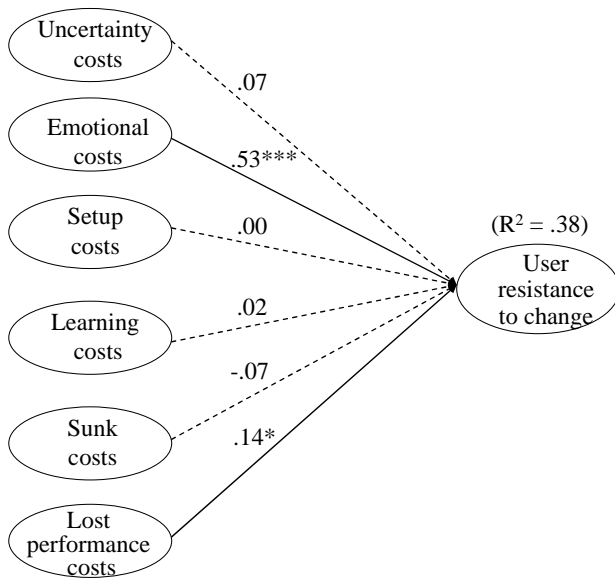 Uncertainty
costs
.07
Emotional
costs
.53***
Setup
costs
.00
(R² = .38)
User
resistance
to change
Learning
costs
.02
-.07
Sunk
costs
.14*
Lost
performance
costs